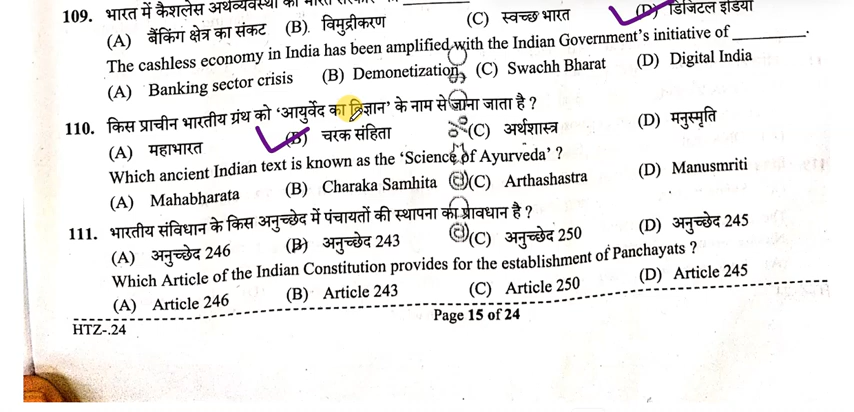 109. भारत में कैशलेस अर्थव्यवस्था को भारत सरकार
(A) बैंकिंग क्षेत्र का संकट (B) विमुद्रीकरण (C) स्वच्छ भारत (D) डिजिटल इंडिया
The cashless economy in India has been amplified with the Indian Government's initiative of ________.
(A) Banking sector crisis (B) Demonetization (C) Swachh Bharat (D) Digital India
110. किस प्राचीन भारतीय ग्रंथ को 'आयुर्वेद का विज्ञान' के नाम से जाना जाता है ?
(A) महाभारत (B) चरक संहिता (C) अर्थशास्त्र (D) मनुस्मृति
Which ancient Indian text is known as the 'Science of Ayurveda' ?
(A) Mahabharata (B) Charaka Samhita (C) Arthashastra (D) Manusmriti
111. भारतीय संविधान के किस अनुच्छेद में पंचायतों की स्थापना का प्रावधान है ?
(A) अनुच्छेद 246 (B) अनुच्छेद 243 (C) अनुच्छेद 250 (D) अनुच्छेद 245
Which Article of the Indian Constitution provides for the establishment of Panchayats ?
(A) Article 246 (B) Article 243 (C) Article 250 (D) Article 245
HTZ-.24 Page 15 of 24